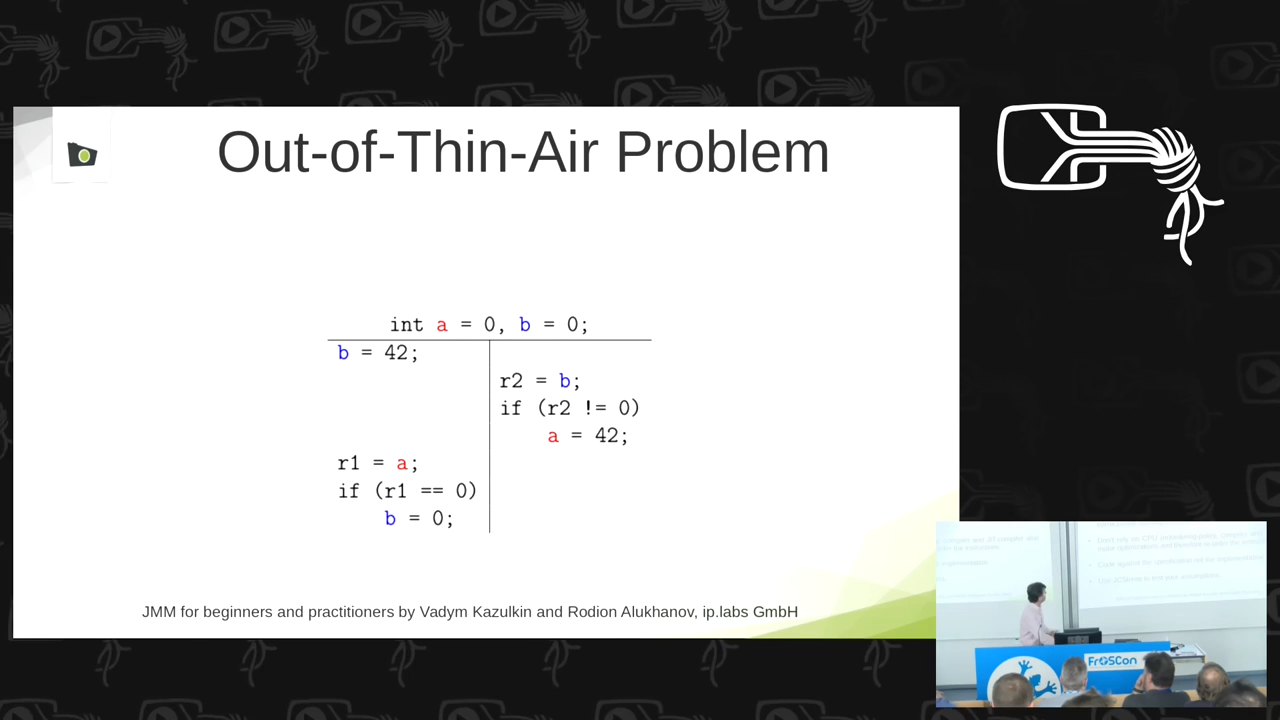 Out-of-Thin-Air Problem
int a = 0, b = 0;
b = 42;
r2 = b;
if (r2 != 0)
a = 42;
r1 = a;
if (r1 == 0)
b = 0;
JMM for beginners and practitioners by Vadym Kazulkin and Rodion Alukhanov, ip.labs GmbH
FrOSCon